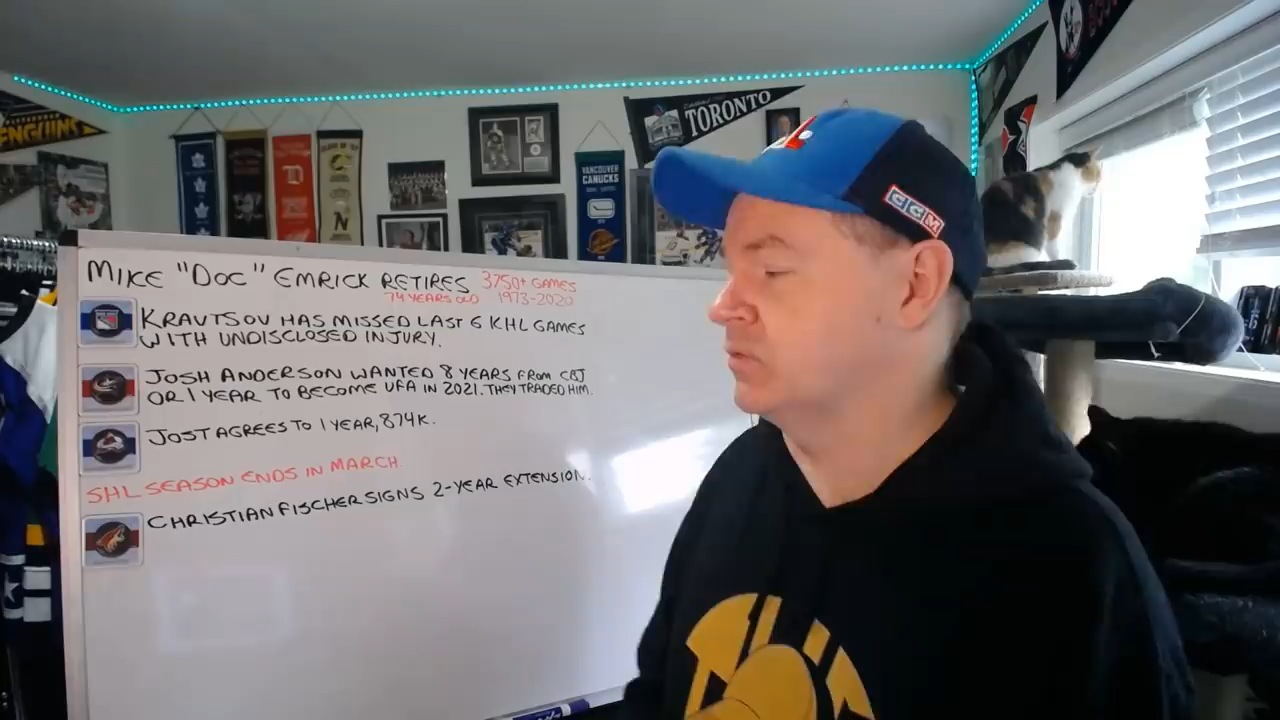 ENGUINS
TORONTO
VANCOUVER
CANUCKS
CCM
MIKE "DOC" EMRICK RETIRES 3750+ GAMES
74 YEARS OLD 1973-2020
KRAVTSOV HAS MISSED LAST 6 KHL GAMES
WITH UNDISCLOSED INJURY.
JOSH ANDERSON WANTED 8 YEARS FROM CBJ
OR 1 YEAR TO BECOME UFA IN 2021. THEY TRADED HIM.
JOST AGREES TO 1 YEAR, 874K.
SHL SEASON ENDS IN MARCH.
CHRISTIAN FISCHER SIGNS 2-YEAR EXTENSION.